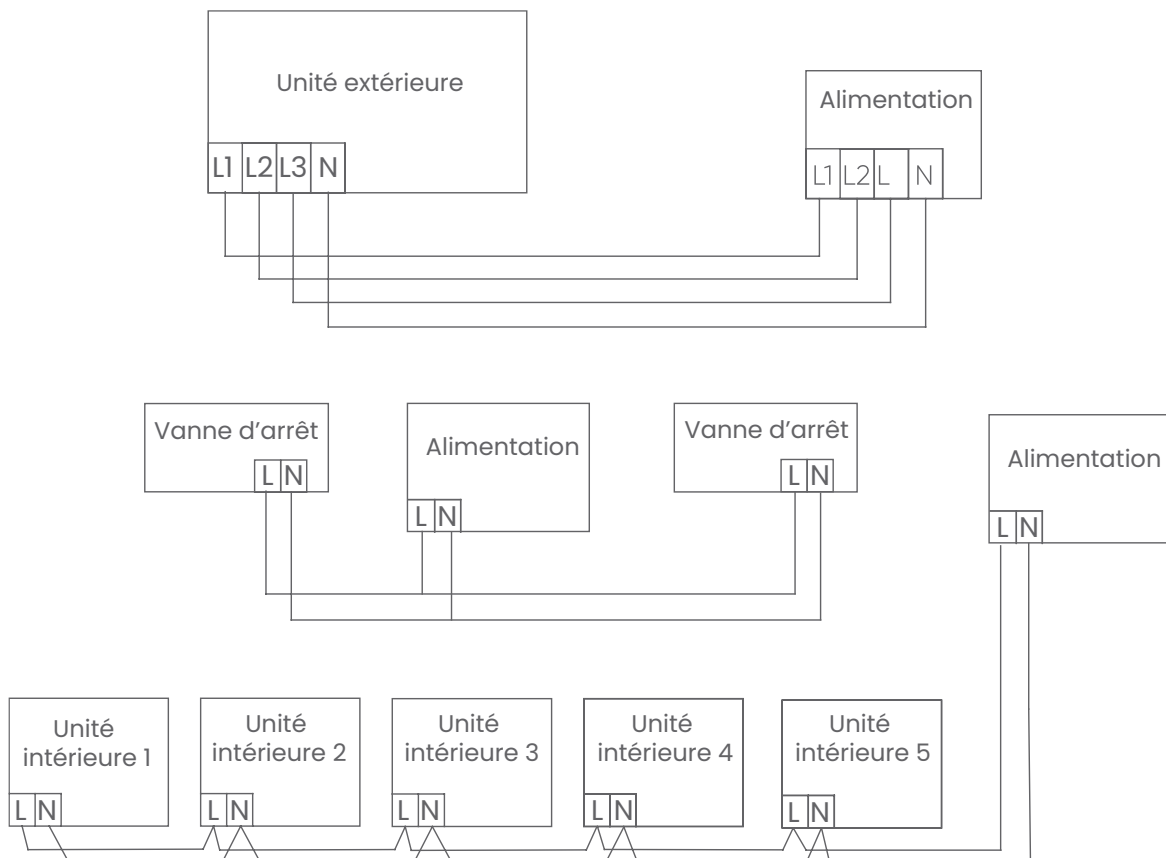 Unité extérieure
L1 L2 L3 N
Alimentation
L1 L2 L N
Vanne d'arrêt
L N
Alimentation
L N
Vanne d'arrêt
L N
Alimentation
L N
Unité
intérieure 1
L N
Unité
intérieure 2
L N
Unité
intérieure 3
L N
Unité
intérieure 4
L N
Unité
intérieure 5
L N